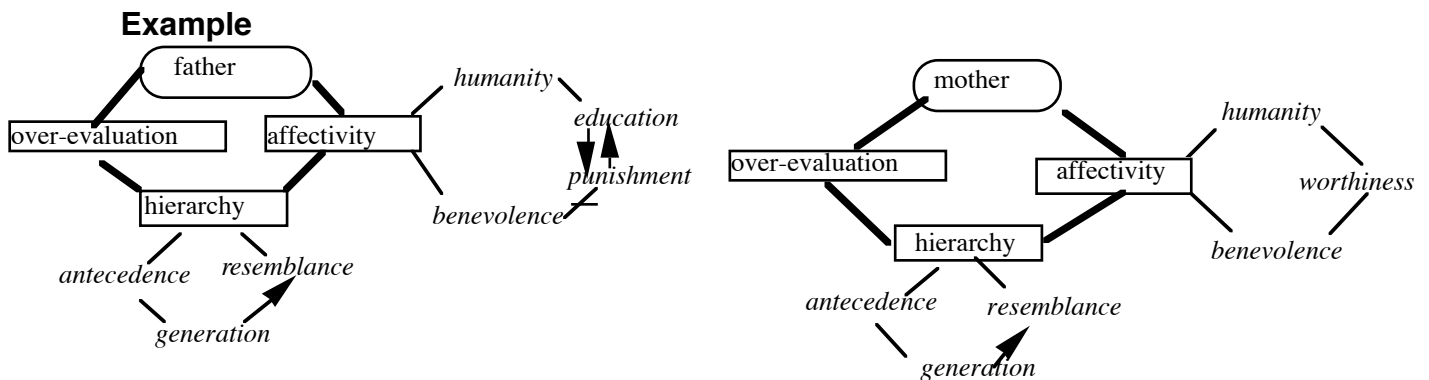 Example
father
humanity
education
over-evaluation
affectivity
punishment
hierarchy
benevolence
antecedence
resemblance
generation
mother
humanity
over-evaluation
affectivity
worthiness
hierarchy
benevolence
antecedence
resemblance
generation